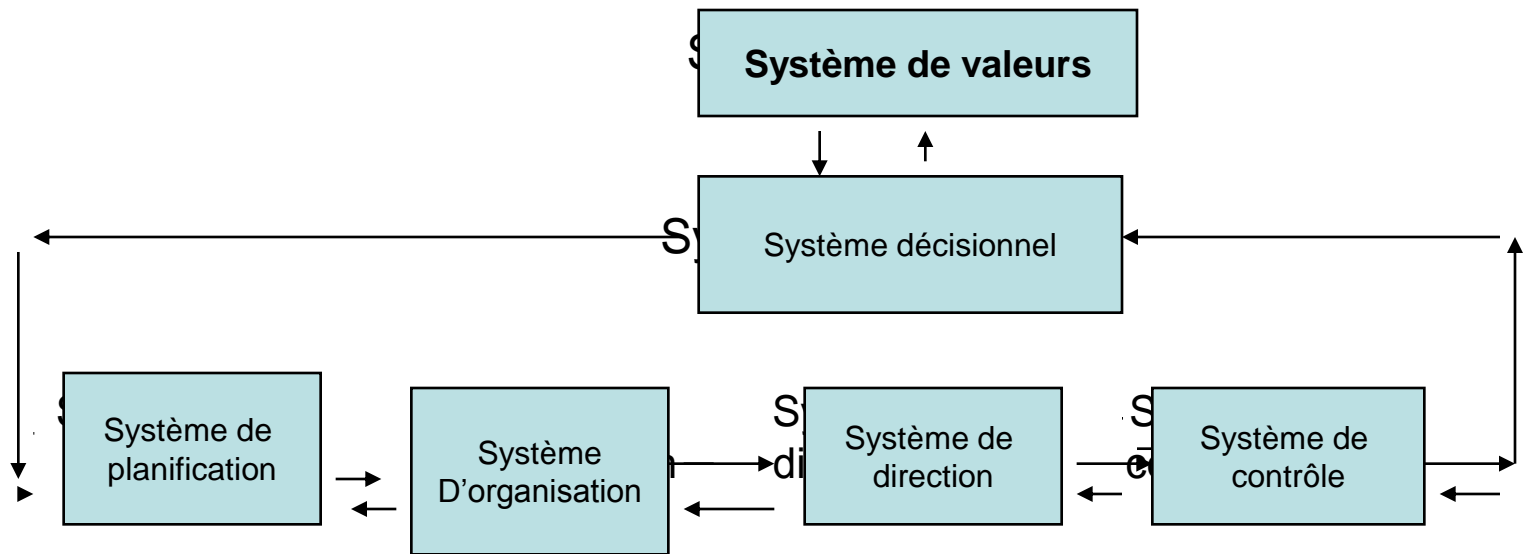 Système de valeurs
Système décisionnel
Système de
planification
Système
D’organisation
Système de
direction
Système de
contrôle